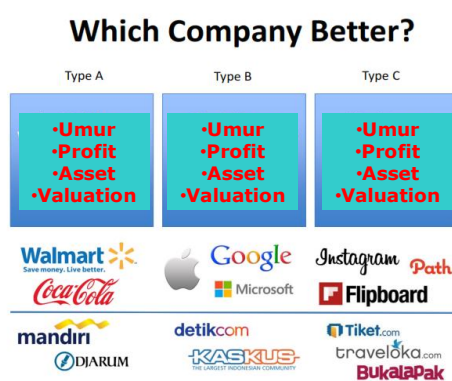 Which Company Better?
Type A
Type B
Type C
•Umur
•Profit
•Asset
•Valuation
•Umur
•Profit
•Asset
•Valuation
•Umur
•Profit
•Asset
•Valuation
Walmart
Save money. Live better.
Coca-Cola
Google
Microsoft
Instagram
Path
Flipboard
mandırı
DJARUM
detikcom
KASKUS
THE LARGEST INDONESIAN COMMUNITY
Tiket.com
traveloka.com
BUKALAPAK